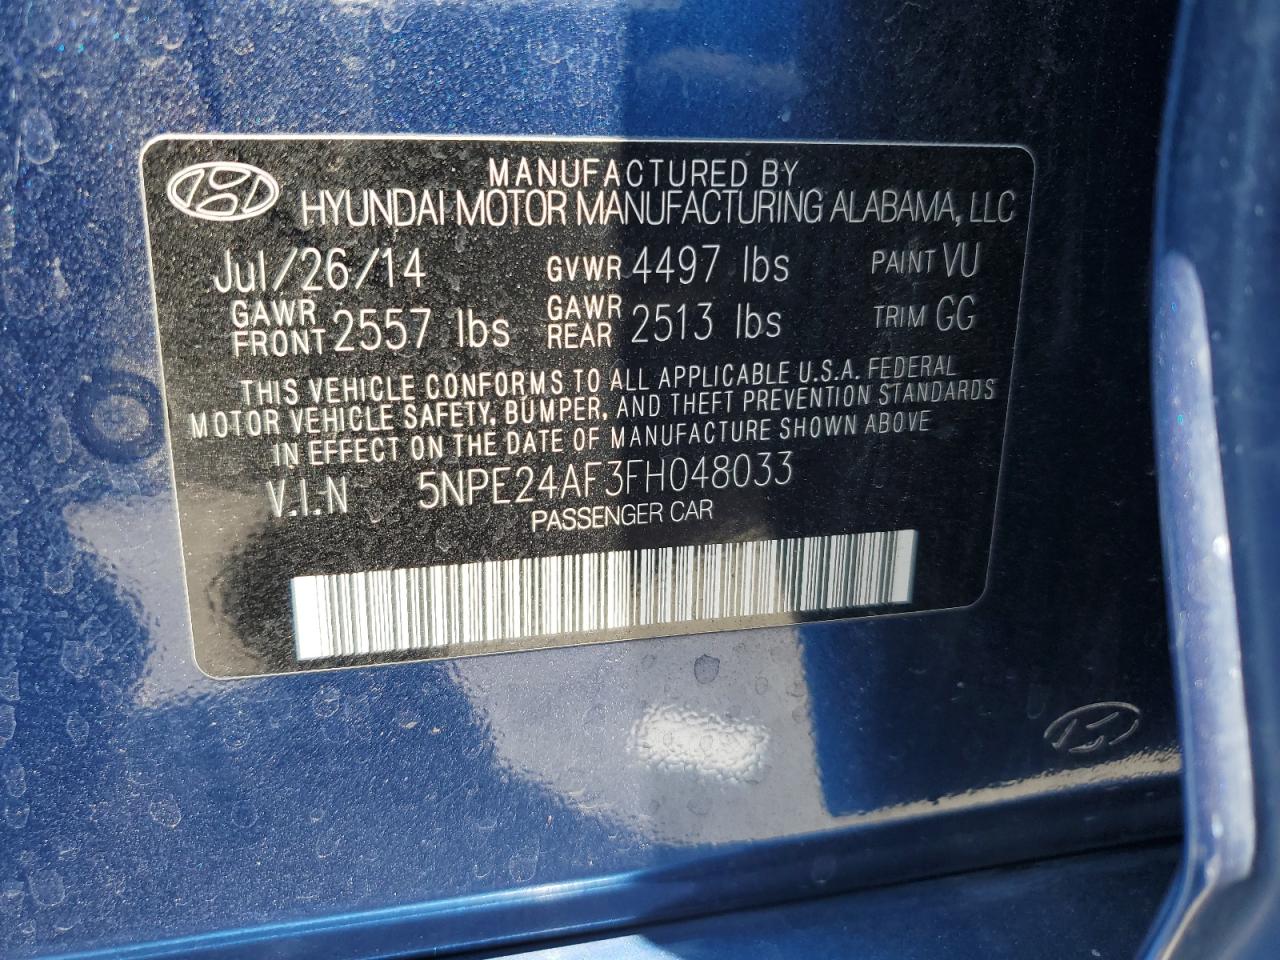 MANUFACTURED BY
HYUNDAI MOTOR MANUFACTURING ALABAMA, LLC
Jul/26/14 GVWR 4497 lbs PAINT VU
GAWR FRONT 2557 lbs GAWR REAR 2513 lbs TRIM GG
THIS VEHICLE CONFORMS TO ALL APPLICABLE U.S.A. FEDERAL
MOTOR VEHICLE SAFETY, BUMPER, AND THEFT PREVENTION STANDARDS
IN EFFECT ON THE DATE OF MANUFACTURE SHOWN ABOVE
V.I.N 5NPE24AF3FH048033
PASSENGER CAR